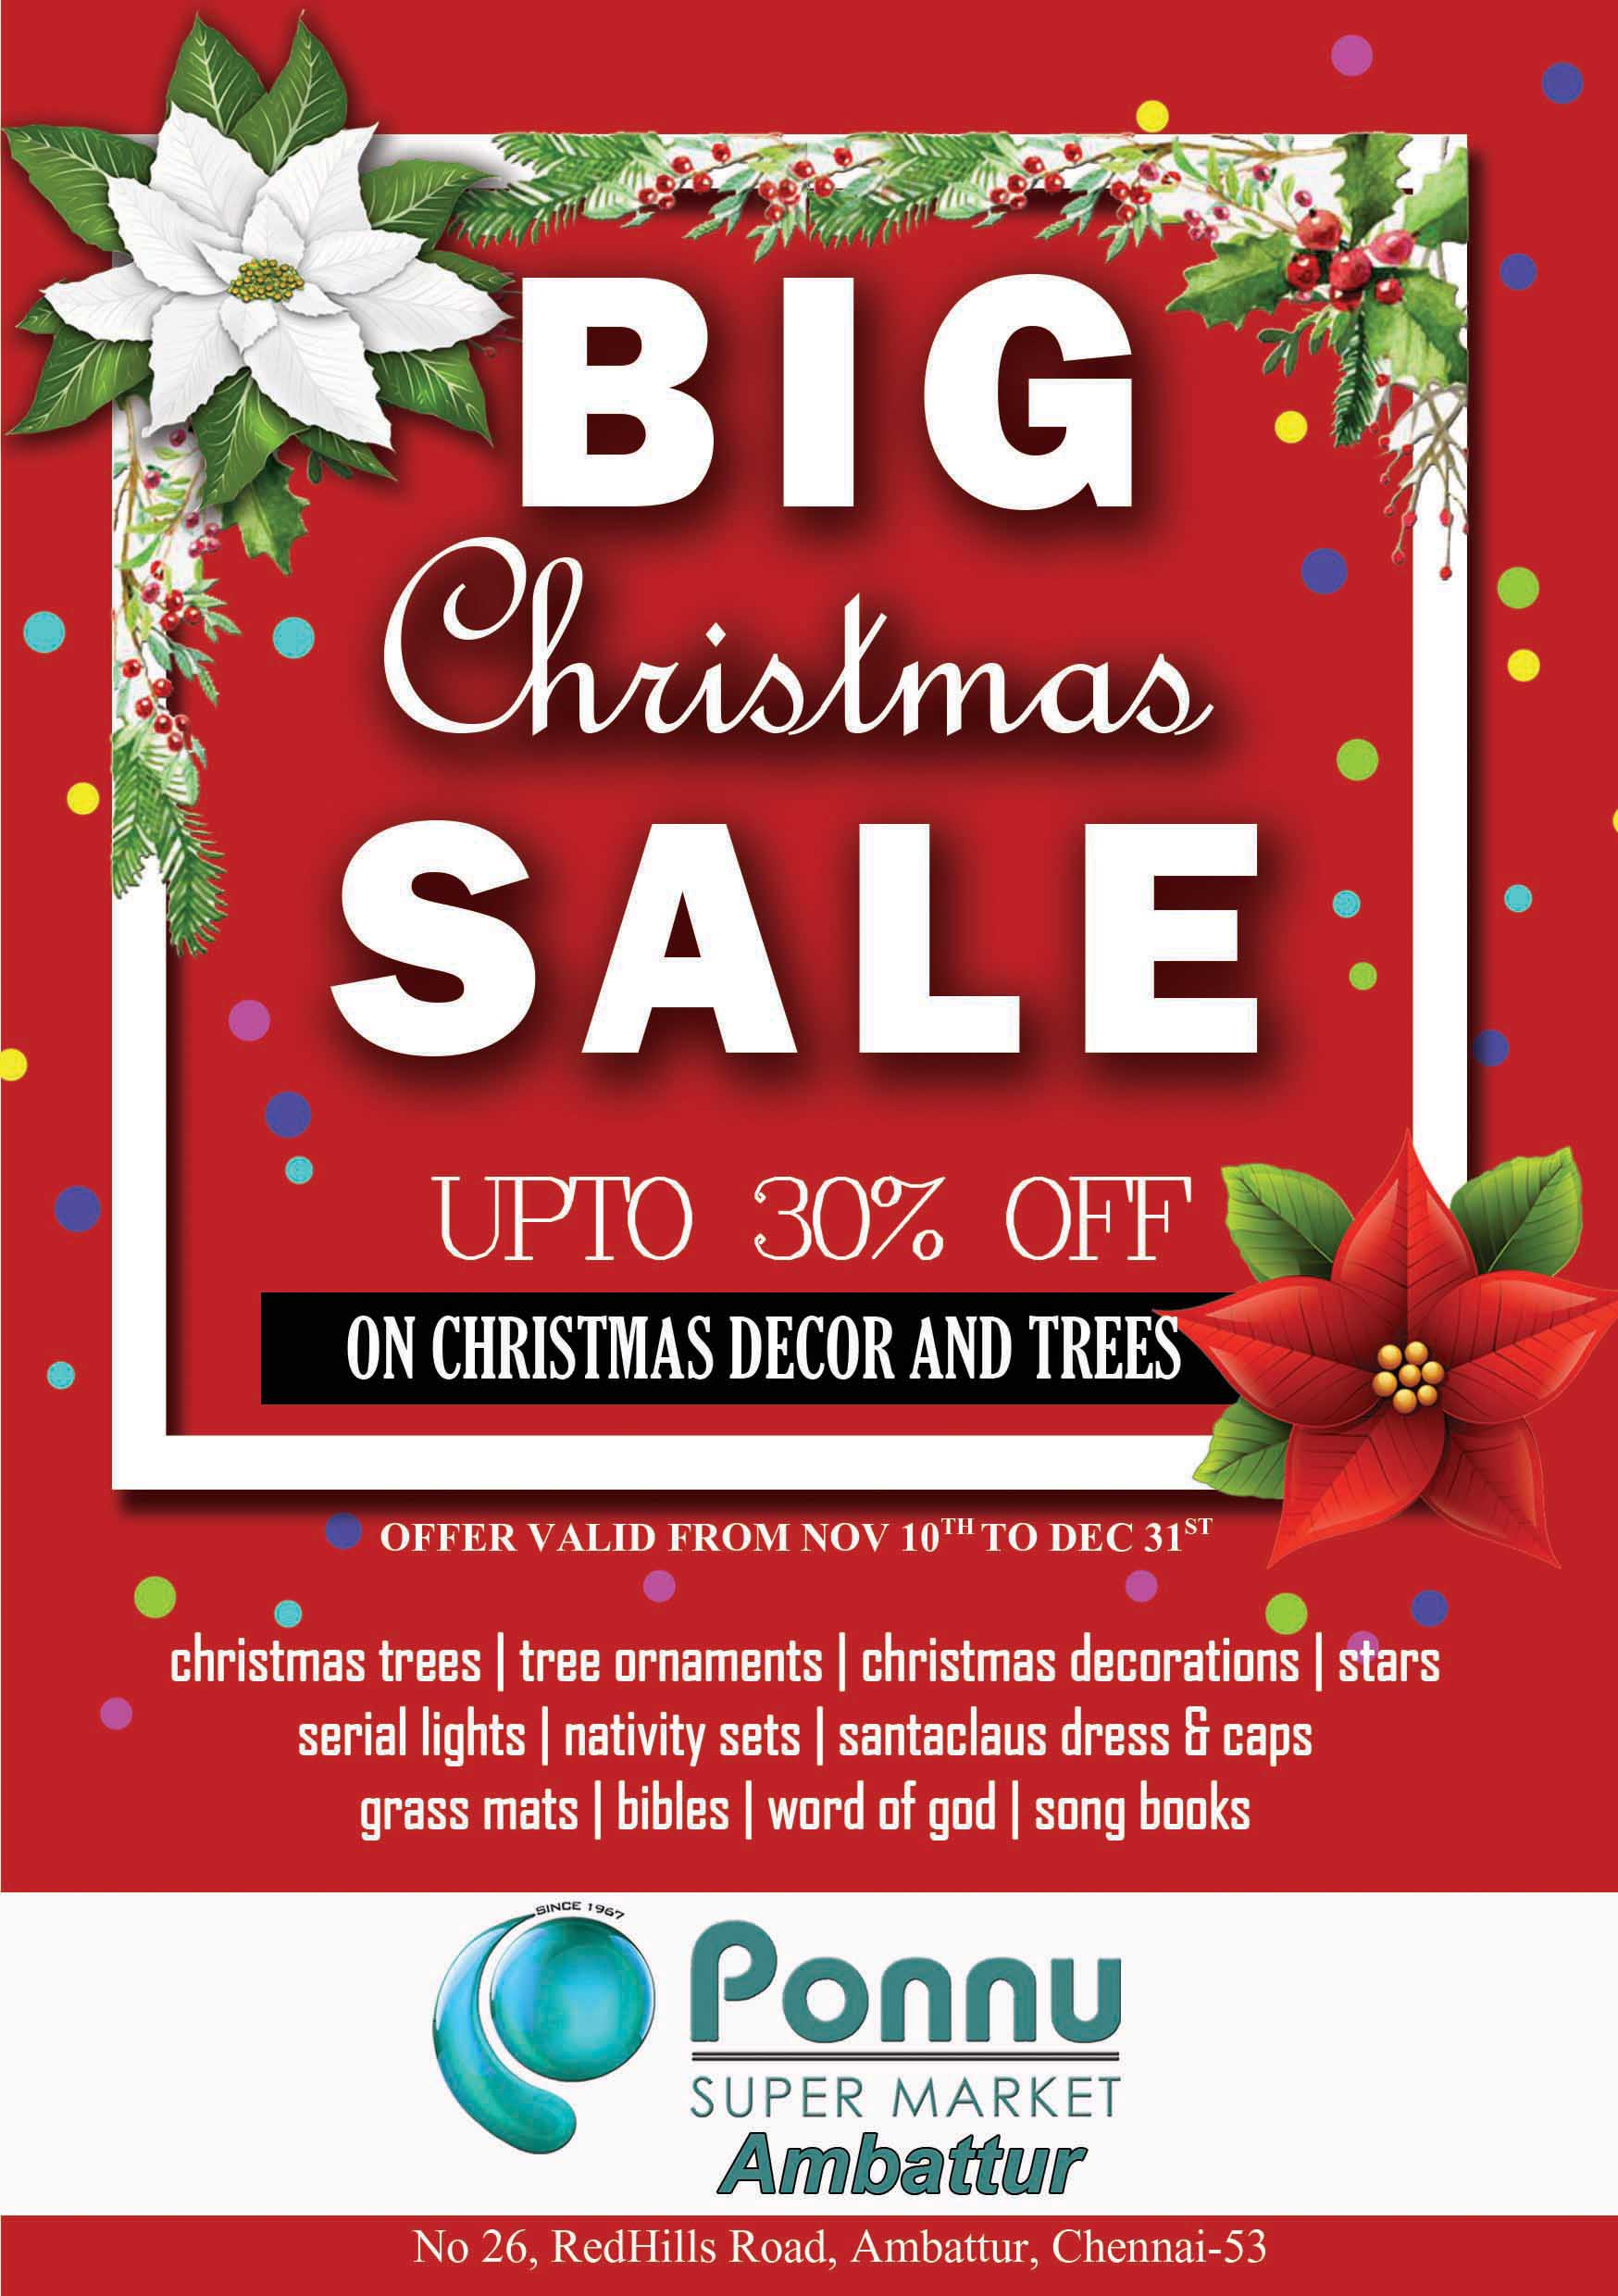 BIG
Christmas
SALE
UPTO 30% OFF
ON CHRISTMAS DECOR AND TREES
OFFER VALID FROM NOV 10TH TO DEC 31ST
christmas trees | tree ornaments | christmas decorations | stars
serial lights | nativity sets | santaclaus dress & caps
grass mats | bibles | word of god | song books
SINCE 1967
Ponnu
SUPER MARKET
Ambattur
No 26, RedHills Road, Ambattur, Chennai-53